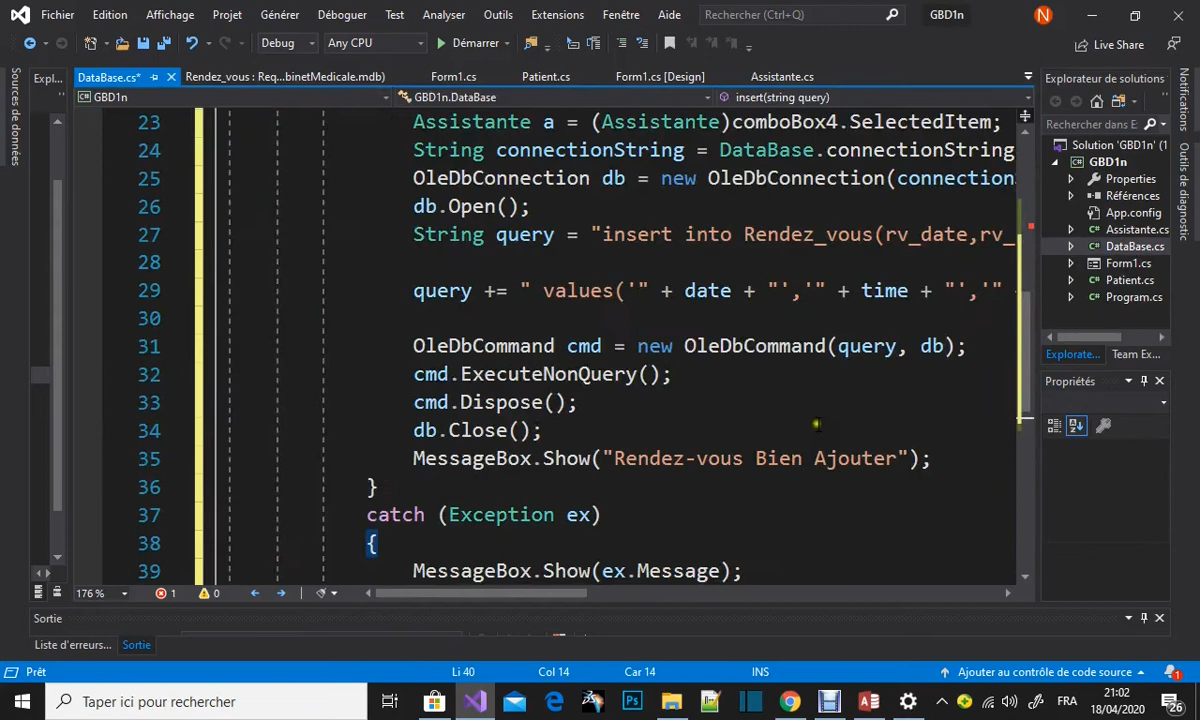 Fichier Edition Affichage Projet Générer Déboguer Test Analyser Outils Extensions Fenêtre Aide Rechercher (Ctrl+Q) GBD1n N
Debug Any CPU Démarrer Live Share
DataBase.cs* Rendez_vous : Req...binetMedicale.mdb) Form1.cs Patient.cs Form1.cs [Design] Assistante.cs
GBD1n GBD1n.DataBase insert(string query)
Sources de données
Expl...
23 Assistante a = (Assistante)comboBox4.SelectedItem;
24 String connectionString = DataBase.connectionString
25 OleDbConnection db = new OleDbConnection(connections
26 db.Open();
27 String query = "insert into Rendez_vous(rv_date,rv_
28
29 query += " values('" + date + "','" + time + "','"
30
31 OleDbCommand cmd = new OleDbCommand(query, db);
32 cmd.ExecuteNonQuery();
33 cmd.Dispose();
34 db.Close();
35 MessageBox.Show("Rendez-vous Bien Ajouter");
36 }
37 catch (Exception ex)
38 {
39 MessageBox.Show(ex.Message);
176 % 1 0
Explorateur de solutions
Rechercher dans E
Solution 'GBD1n' (1
GBD1n
Properties
Références
App.config
Assistante.cs
DataBase.cs
Form1.cs
Patient.cs
Program.cs
Explorate... Team Ex...
Propriétés
Notifications
Outils de diagnostic
Sortie
Liste d'erreurs... Sortie
Prêt Li 40 Col 14 Car 14 INS Ajouter au contrôle de code source 1
Taper ici pour rechercher Ps FRA 21:02
18/04/2020 26